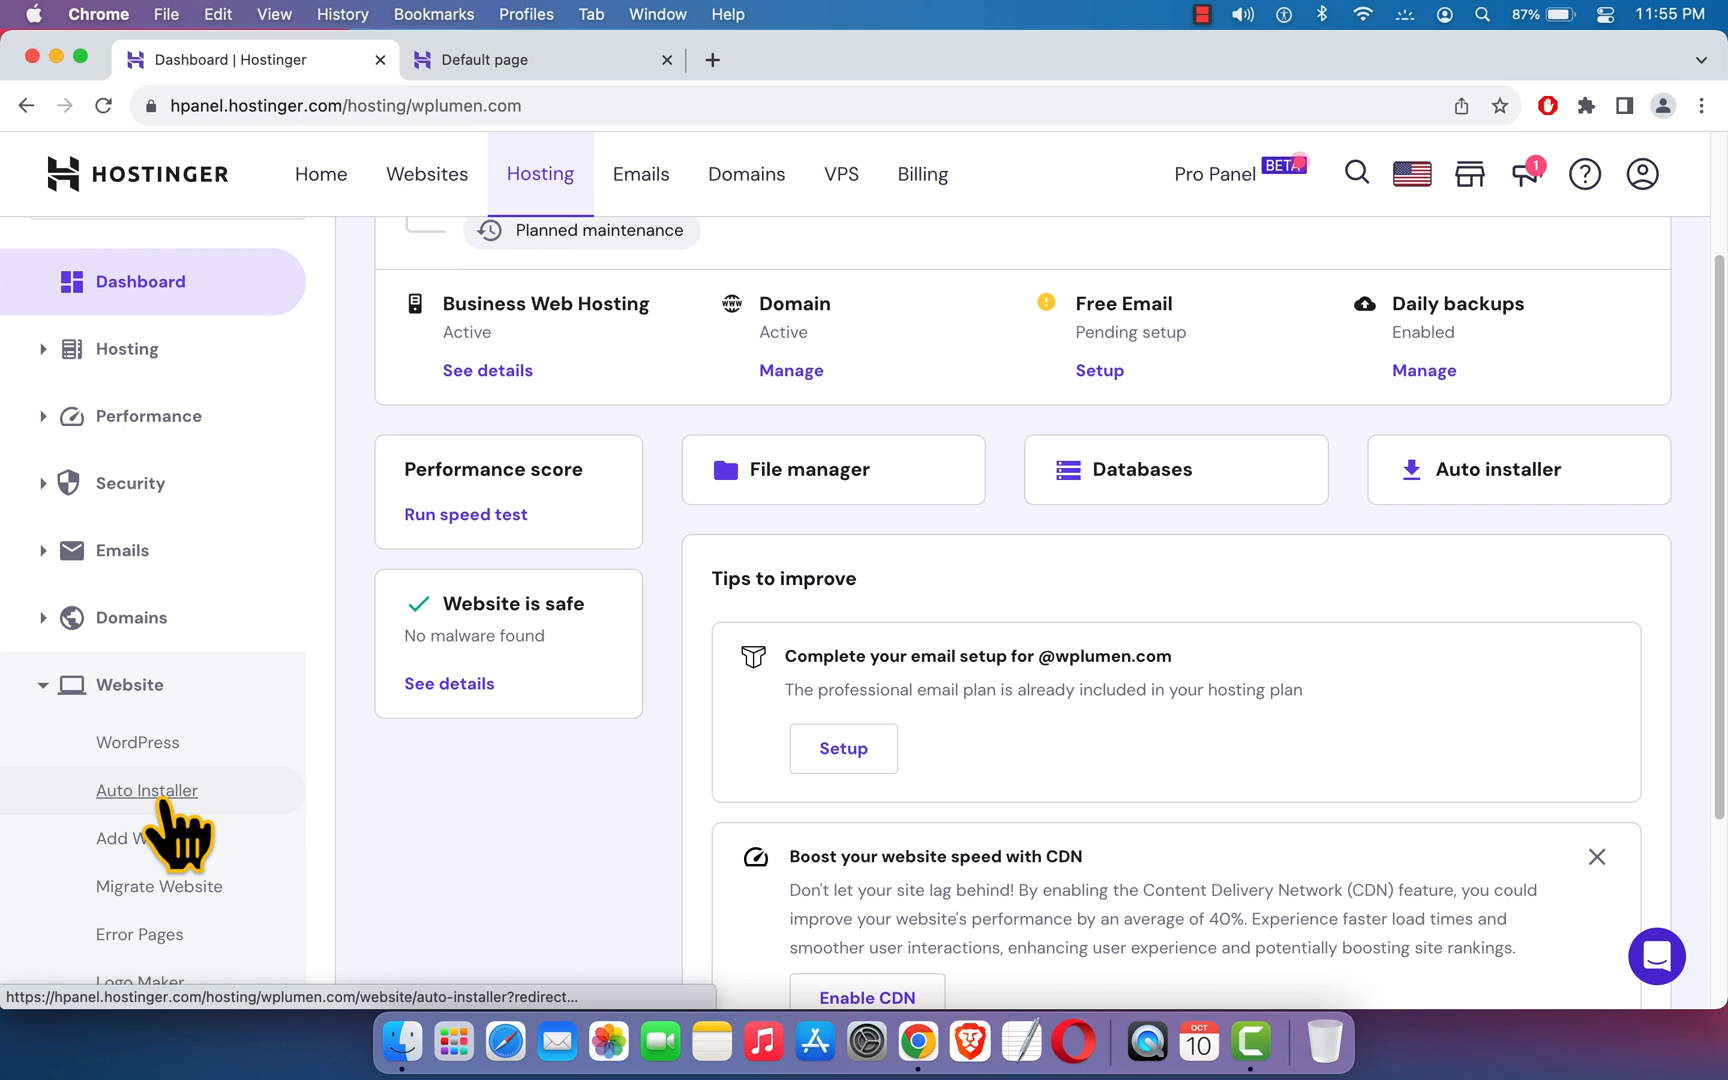 Chrome File Edit View History Bookmarks Profiles Tab Window Help 87% 11:55 PM
Dashboard | Hostinger Default page
hpanel.hostinger.com/hosting/wplumen.com
HOSTINGER Home Websites Hosting Emails Domains VPS Billing Pro Panel BETA 1
Planned maintenance
Dashboard
Hosting
Performance
Security
Emails
Domains
Website
WordPress
Auto Installer
Add W
Migrate Website
Error Pages
Logo Maker
Business Web Hosting
Active
See details
Domain
Active
Manage
Free Email
Pending setup
Setup
Daily backups
Enabled
Manage
Performance score
Run speed test
File manager
Databases
Auto installer
Website is safe
No malware found
See details
Tips to improve
Complete your email setup for @wplumen.com
The professional email plan is already included in your hosting plan
Setup
Boost your website speed with CDN
Don't let your site lag behind! By enabling the Content Delivery Network (CDN) feature, you could
improve your website's performance by an average of 40%. Experience faster load times and
smoother user interactions, enhancing user experience and potentially boosting site rankings.
Enable CDN
https://hpanel.hostinger.com/hosting/wplumen.com/website/auto-installer?redirect...
OCT
10